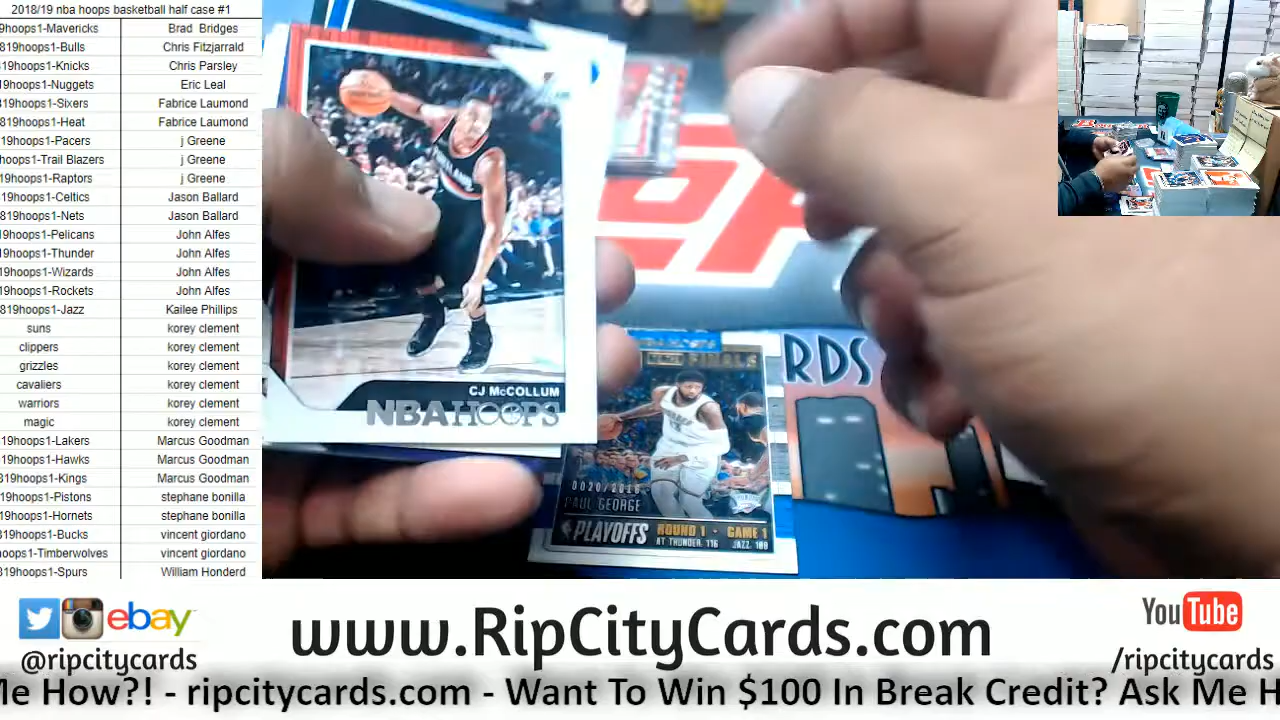 2018/19 nba hoops basketball half case #1
9hoops1-Mavericks Brad Bridges
819hoops1-Bulls Chris Fitzjarrald
19hoops1-Knicks Chris Parsley
19hoops1-Nuggets Eric Leal
319hoops1-Sixers Fabrice Laumond
819hoops1-Heat Fabrice Laumond
19hoops1-Pacers j Greene
hoops1-Trail Blazers j Greene
19hoops1-Raptors j Greene
19hoops1-Celtics Jason Ballard
819hoops1-Nets Jason Ballard
19hoops1-Pelicans John Alfes
19hoops1-Thunder John Alfes
19hoops1-Wizards John Alfes
19hoops1-Rockets John Alfes
819hoops1-Jazz Kailee Phillips
suns korey clement
clippers korey clement
grizzles korey clement
cavaliers korey clement
warriors korey clement
magic korey clement
319hoops1-Lakers Marcus Goodman
319hoops1-Hawks Marcus Goodman
319hoops1-Kings Marcus Goodman
19hoops1-Pistons stephane bonilla
19hoops1-Hornets stephane bonilla
319hoops1-Bucks vincent giordano
hoops1-Timberwolves vincent giordano
319hoops1-Spurs William Honderd
CJ McCOLLUM
NBA HOOPS
RDS
FINALS
PAUL GEORGE
PLAYOFFS
ROUND 1 - GAME 1
AT THUNDER, 116 JAZZ, 108
ebay
@ripcitycards
www.RipCityCards.com
YouTube
/ripcitycards
Me How?! - ripcitycards.com - Want To Win $100 In Break Credit? Ask Me H